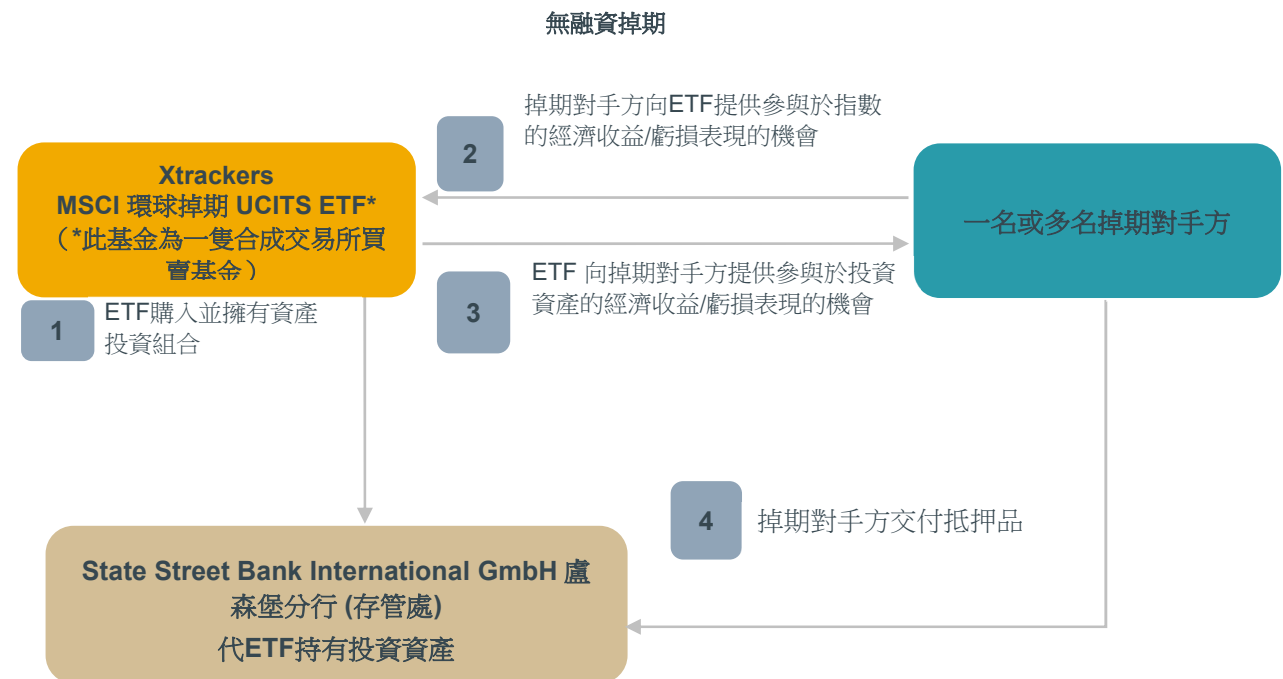 無融資掉期
掉期對手方向ETF提供參與於指數
的經濟收益/虧損表現的機會
2
Xtrackers
MSCI 環球掉期 UCITS ETF*
（*此基金為一隻合成交易所買
賣基金）
一名或多名掉期對手方
3
ETF 向掉期對手方提供參與於投資
資產的經濟收益/虧損表現的機會
1
ETF購入並擁有資產
投資組合
4
掉期對手方交付抵押品
State Street Bank International GmbH 盧
森堡分行 (存管處)
代ETF持有投資資產